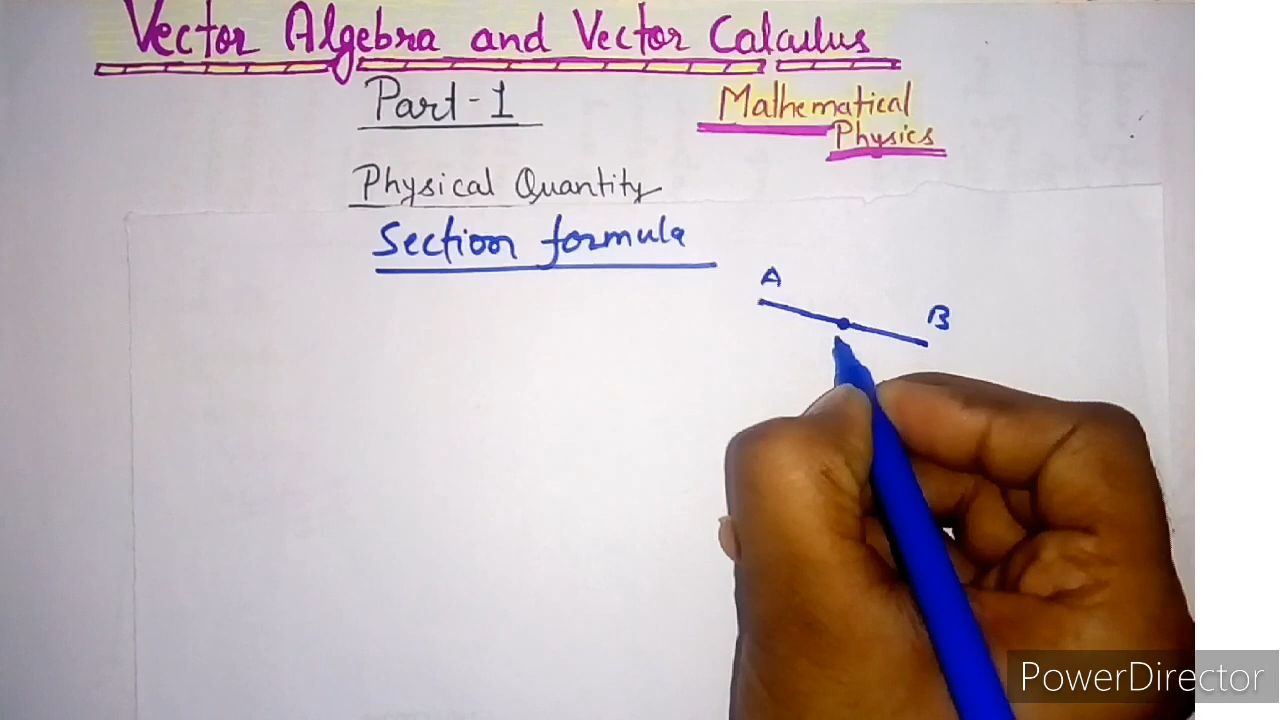 Vector Algebra and Vector Calculus
Part-1
Mathematical
Physics
Physical Quantity
Section formula
A
B
PowerDirector